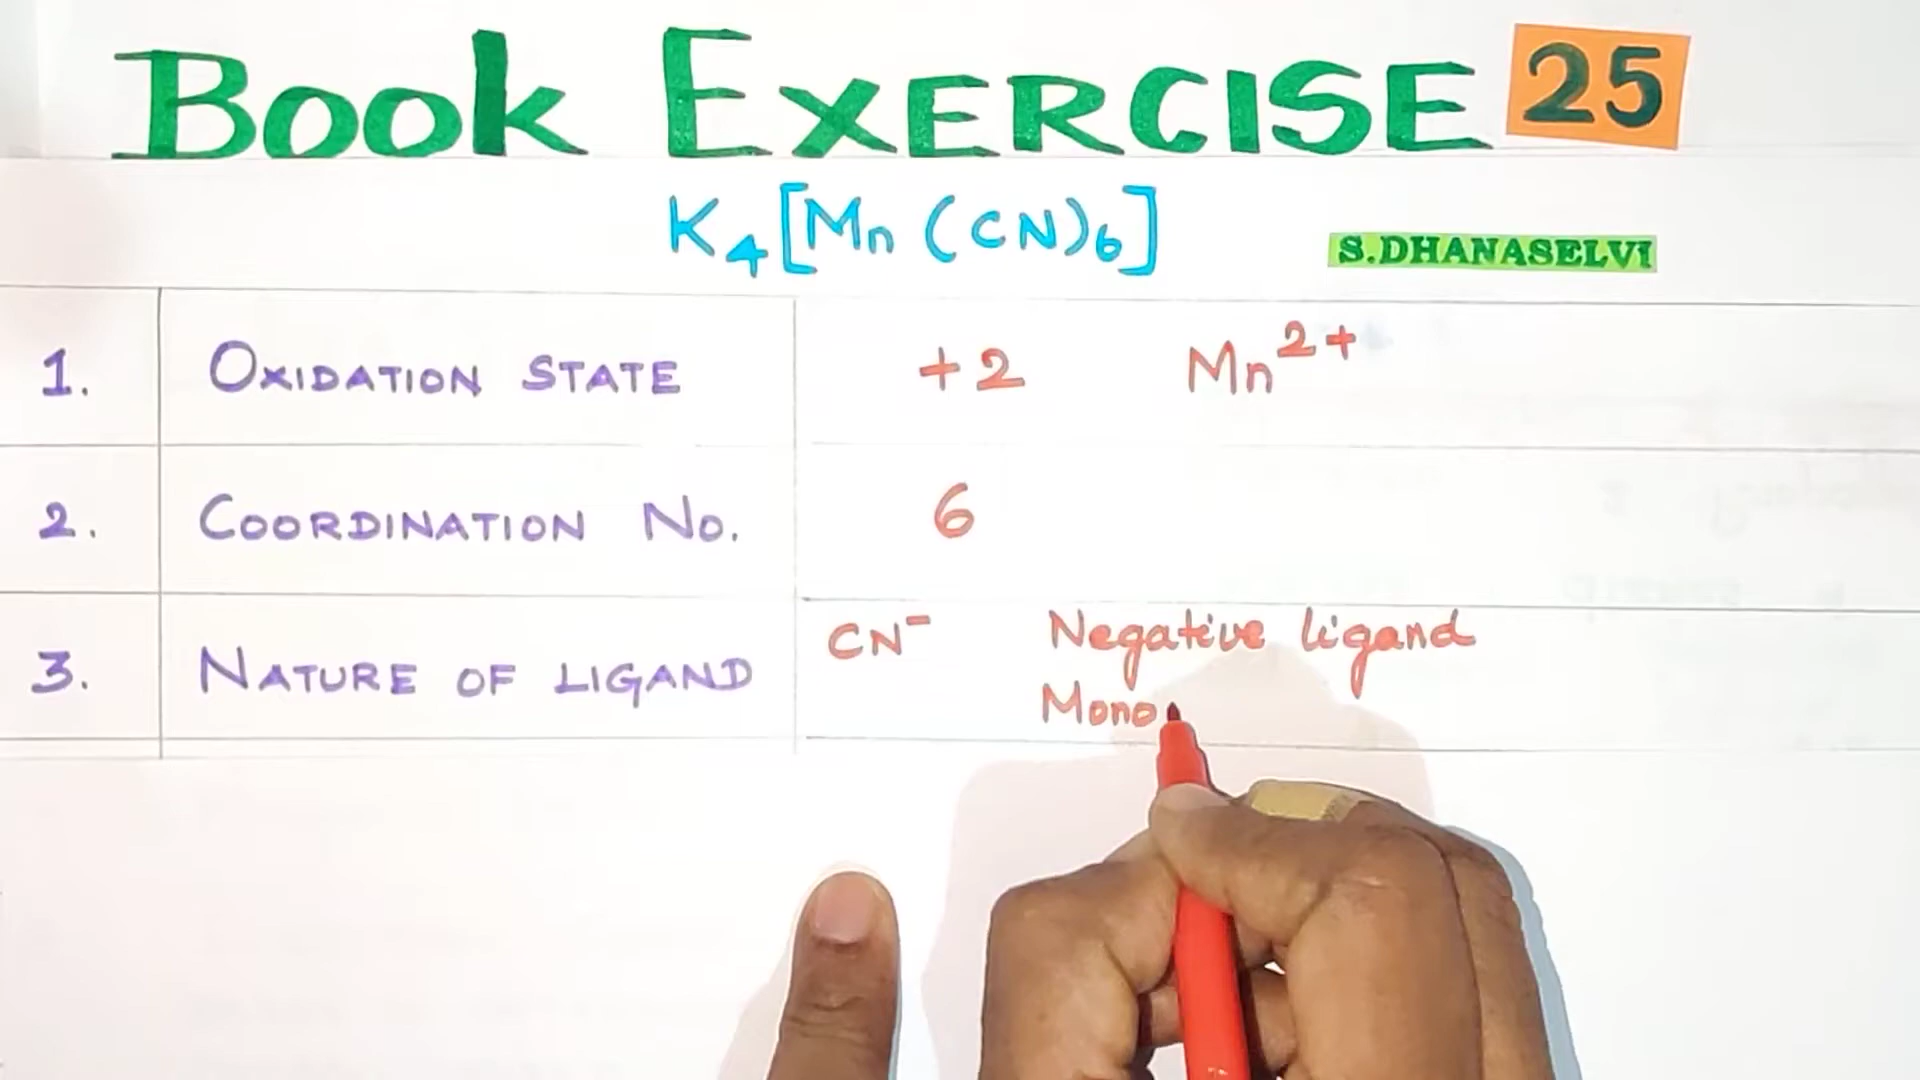 Book EXERCISE 25
K₄[Mn(CN)₆]
S.DHANASELVI
1. OXIDATION STATE +2 Mn²⁺
2. COORDINATION NO. 6
3. NATURE OF LIGAND CN⁻ Negative ligand
Mono